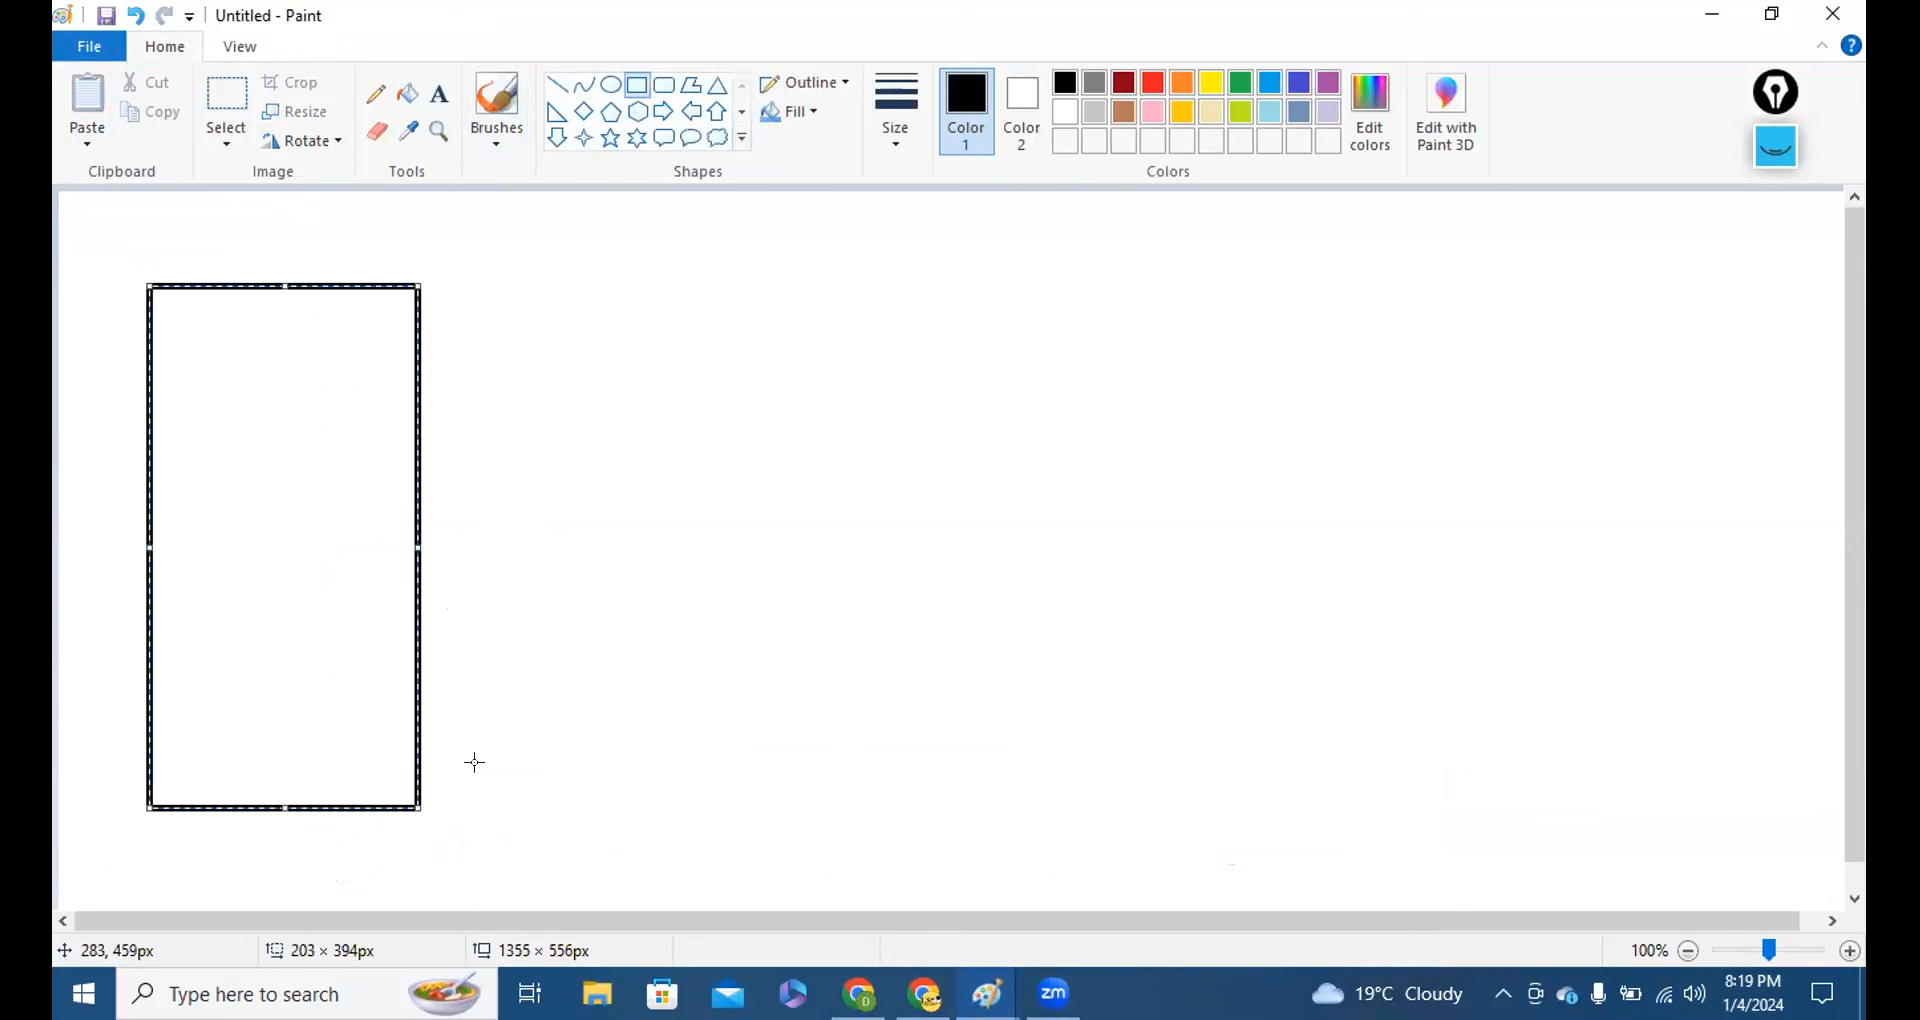 Untitled - Paint
File Home View
Paste
Cut
Copy
Clipboard
Select
Crop
Resize
Rotate
Image
A
Tools
Brushes
Shapes
Outline
Fill
Size
Color 1
Color 2
Colors
Edit colors
Edit with Paint 3D
?
283, 459px 203 × 394px 1355 × 556px 100%
Type here to search
D
zm
19°C Cloudy
8:19 PM
1/4/2024